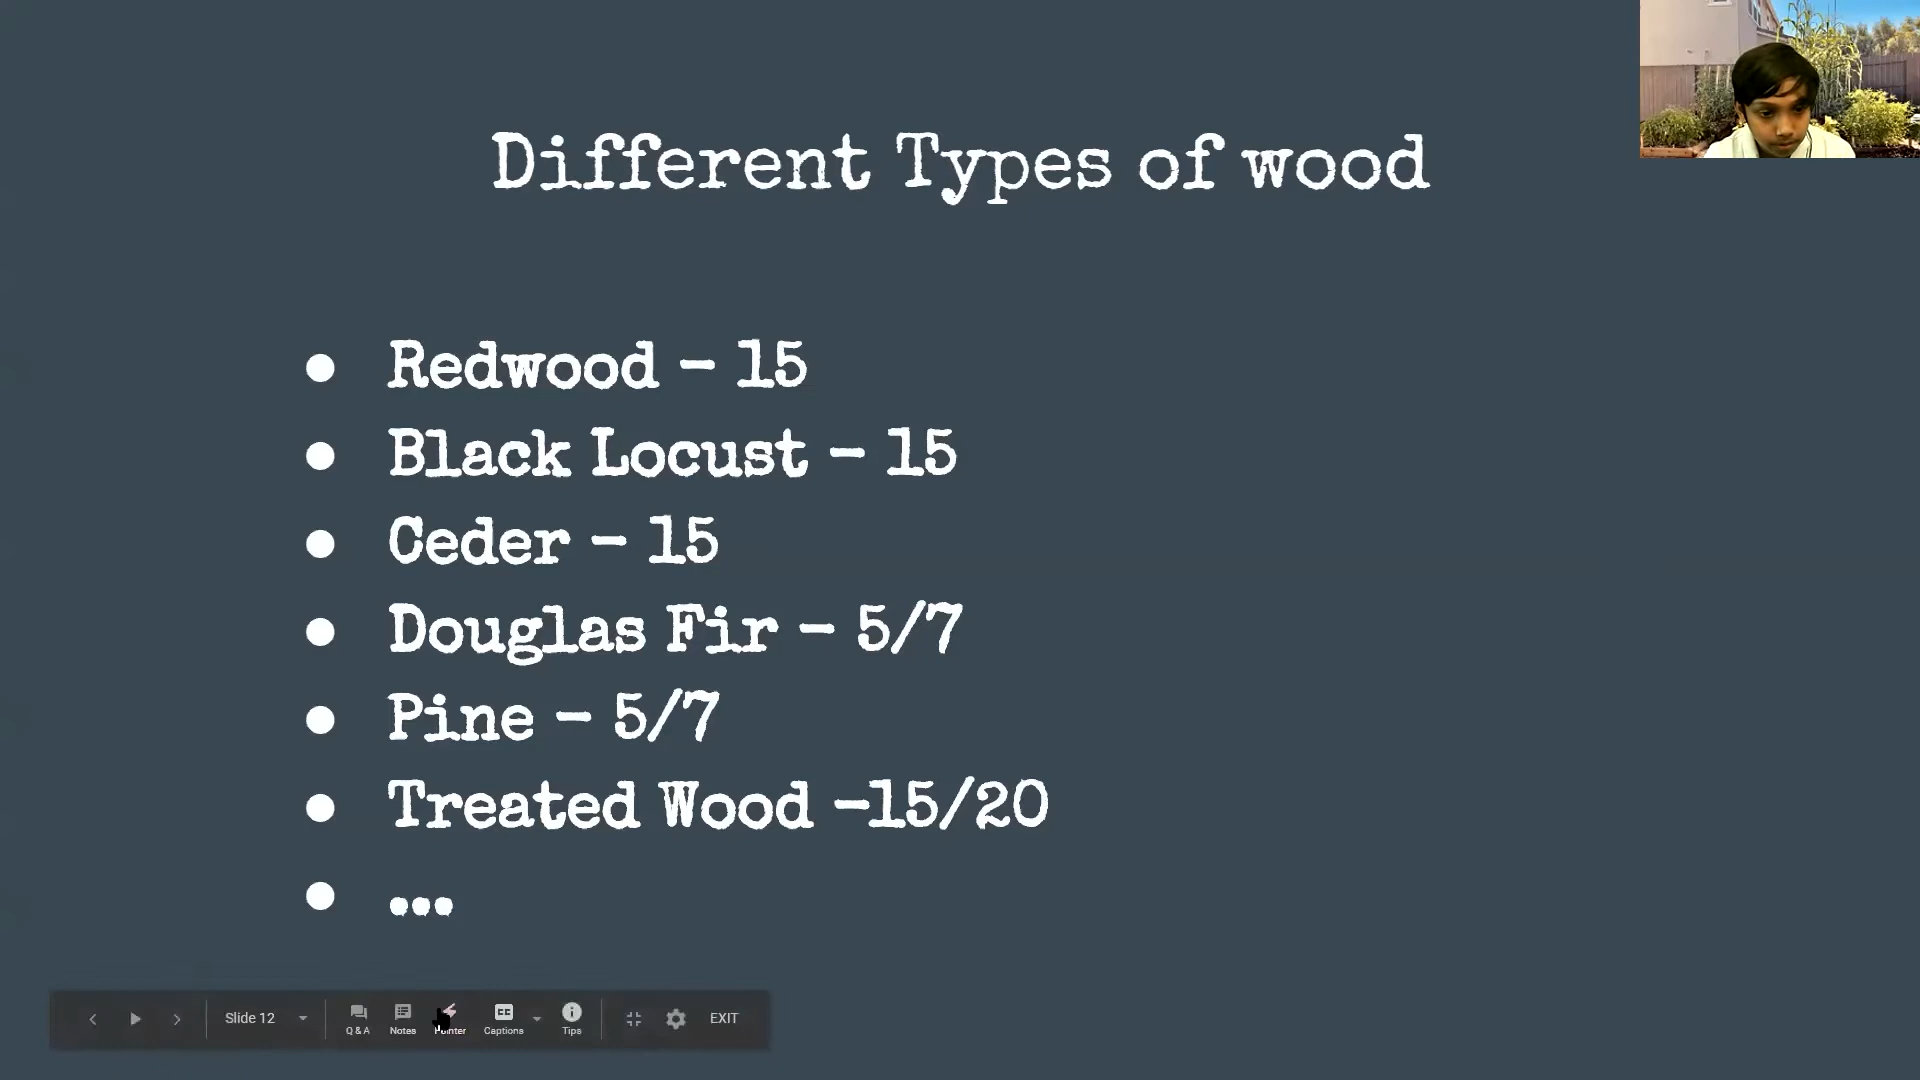 Different Types of wood
● Redwood - 15
● Black Locust - 15
● Ceder - 15
● Douglas Fir - 5/7
● Pine - 5/7
● Treated Wood -15/20
● ...
Slide 12
Q & A
Notes
Pointer
Captions
Tips
EXIT